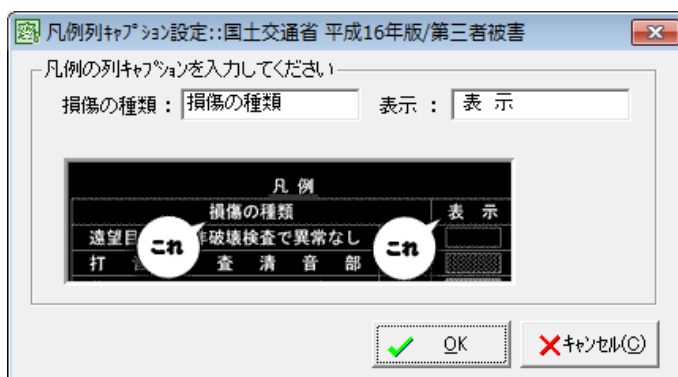 凡例列ｷｬﾌﾟｼｮﾝ設定::国土交通省 平成16年版/第三者被害
凡例の列ｷｬﾌﾟｼｮﾝを入力してください
損傷の種類： 損傷の種類 表示： 表 示
凡 例
損傷の種類 表 示
遠望目 破壊検査で異常なし
これ これ
打 査 清 音 部
OK ｷｬﾝｾﾙ(C)